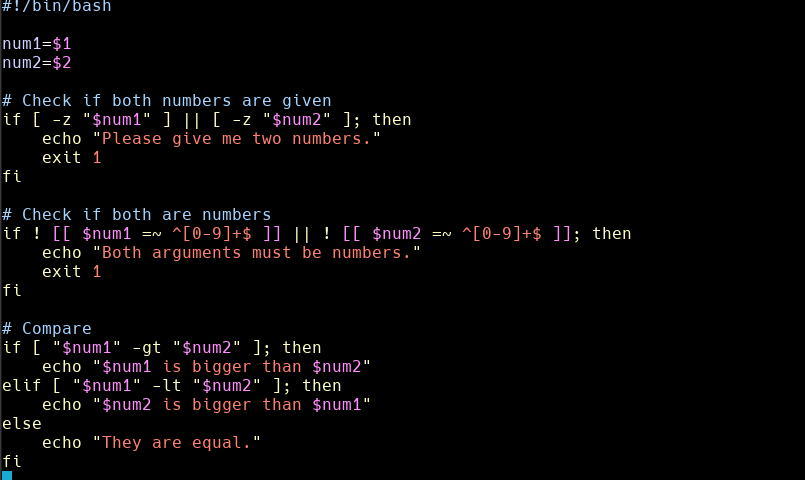 #!/bin/bash

num1=$1
num2=$2

# Check if both numbers are given
if [ -z "$num1" ] || [ -z "$num2" ]; then
    echo "Please give me two numbers."
    exit 1
fi

# Check if both are numbers
if ! [[ $num1 =~ ^[0-9]+$ ]] || ! [[ $num2 =~ ^[0-9]+$ ]]; then
    echo "Both arguments must be numbers."
    exit 1
fi

# Compare
if [ "$num1" -gt "$num2" ]; then
    echo "$num1 is bigger than $num2"
elif [ "$num1" -lt "$num2" ]; then
    echo "$num2 is bigger than $num1"
else
    echo "They are equal."
fi